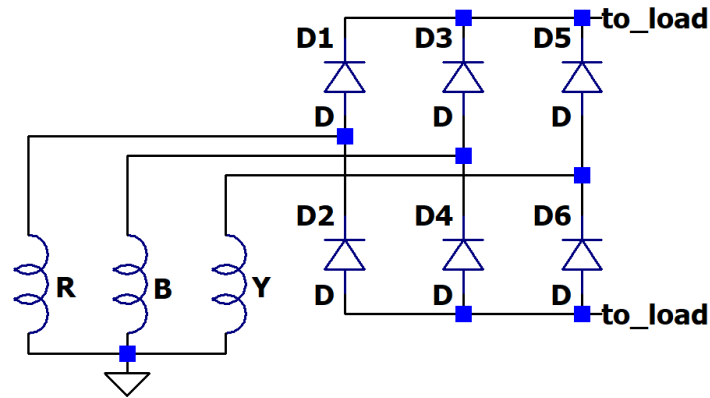 to_load
D1 D3 D5
D D D
D2 D4 D6
R B Y
D D D
to_load